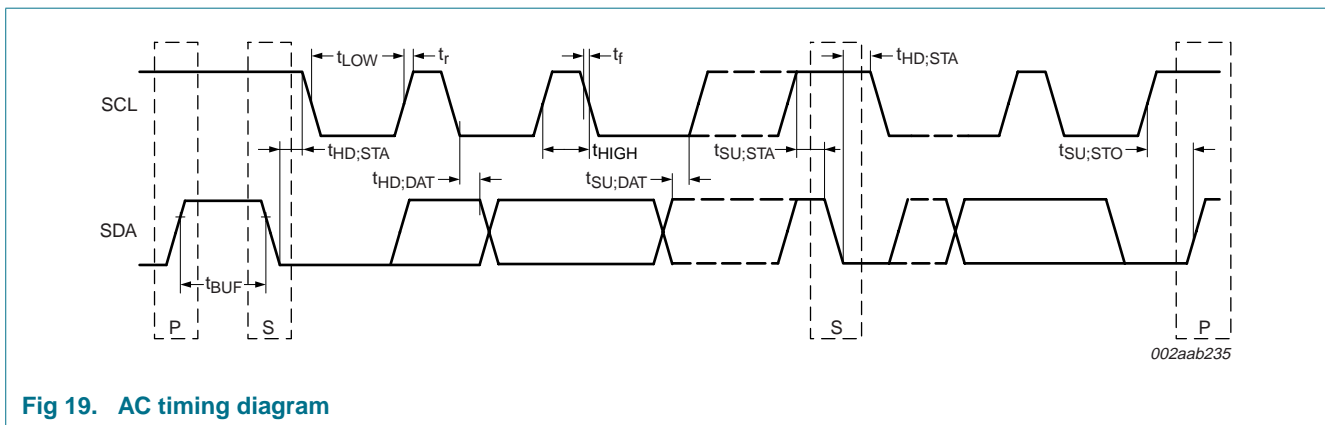 tLOW
tr
tf
tHD;STA
SCL
tHD;STA
tHIGH
tSU;STA
tSU;STO
tHD;DAT
tSU;DAT
SDA
tBUF
P
S
S
P
002aab235
Fig 19. AC timing diagram